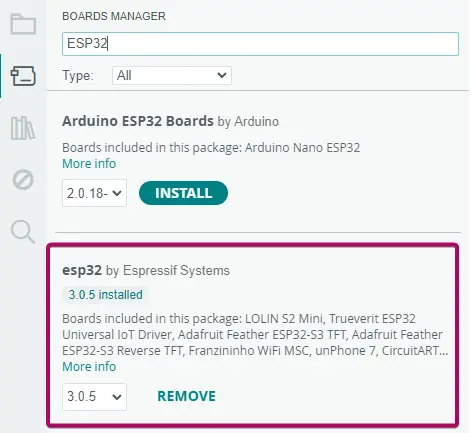 BOARDS MANAGER
ESP32
Type: All
Arduino ESP32 Boards by Arduino
Boards included in this package: Arduino Nano ESP32
More info
2.0.18- INSTALL
esp32 by Espressif Systems
3.0.5 installed
Boards included in this package: LOLIN S2 Mini, Trueverit ESP32
Universal IoT Driver, Adafruit Feather ESP32-S3 TFT, Adafruit Feather
ESP32-S3 Reverse TFT, Franzininho WiFi MSC, unPhone 7, CircuitART...
More info
3.0.5 REMOVE